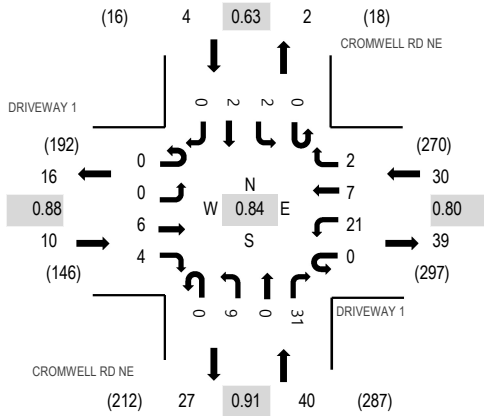 (16) 4 0.63 2 (18)
CROMWELL RD NE
0 2 2 0
DRIVEWAY 1
(192) (270)
0 2
16 30
0 7
N
0.88 W 0.84 E 0.80
6 21
S
10 39
4 0
(146) (297)
0 9 0 31
DRIVEWAY 1
CROMWELL RD NE
(212) 27 0.91 40 (287)